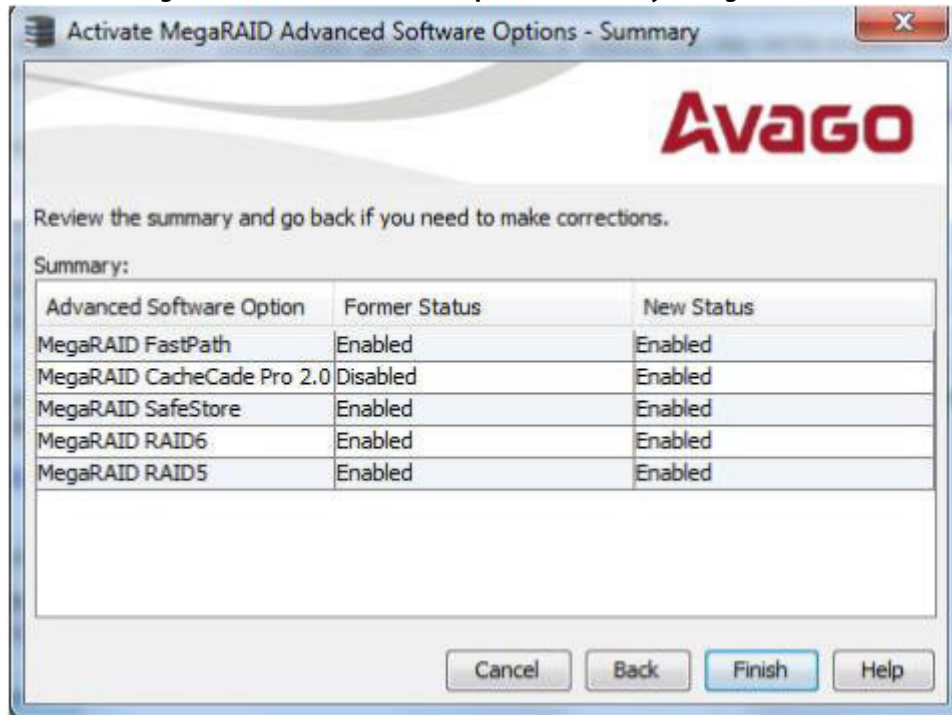 Activate MegaRAID Advanced Software Options - Summary
Avago
Review the summary and go back if you need to make corrections.
Summary:
Advanced Software Option Former Status New Status
MegaRAID FastPath Enabled Enabled
MegaRAID CacheCade Pro 2.0 Disabled Enabled
MegaRAID SafeStore Enabled Enabled
MegaRAID RAID6 Enabled Enabled
MegaRAID RAID5 Enabled Enabled
Cancel Back Finish Help